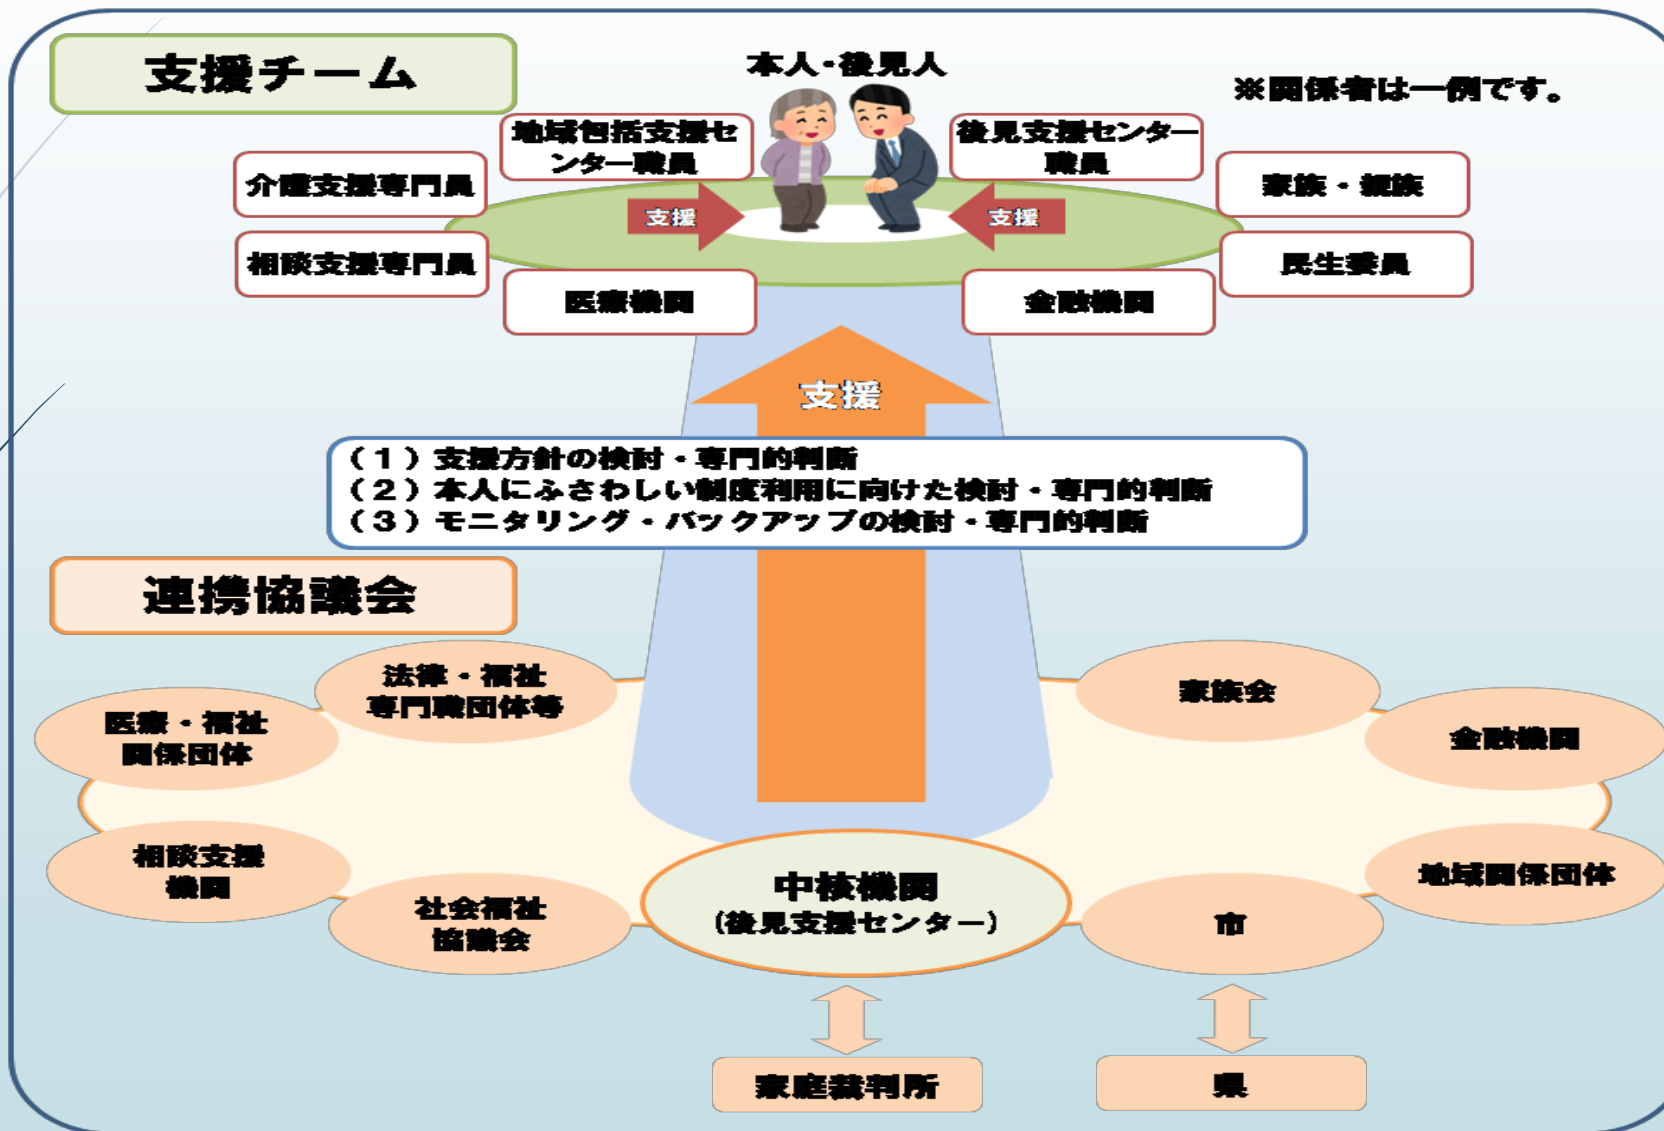 支援チーム
本人・後見人
※関係者は一例です。
地域包括支援セ
ンター職員
後見支援センター
職員
介護支援専門員
家族・親族
支援
支援
相談支援専門員
民生委員
医療機関
金融機関
支援
（１）支援方針の検討・専門的判断
（２）本人にふさわしい制度利用に向けた検討・専門的判断
（３）モニタリング・バックアップの検討・専門的判断
連携協議会
法律・福祉
専門職団体等
家族会
医療・福祉
関係団体
金融機関
相談支援
機関
地域関係団体
社会福祉
協議会
中核機関
（後見支援センター）
市
家庭裁判所
県